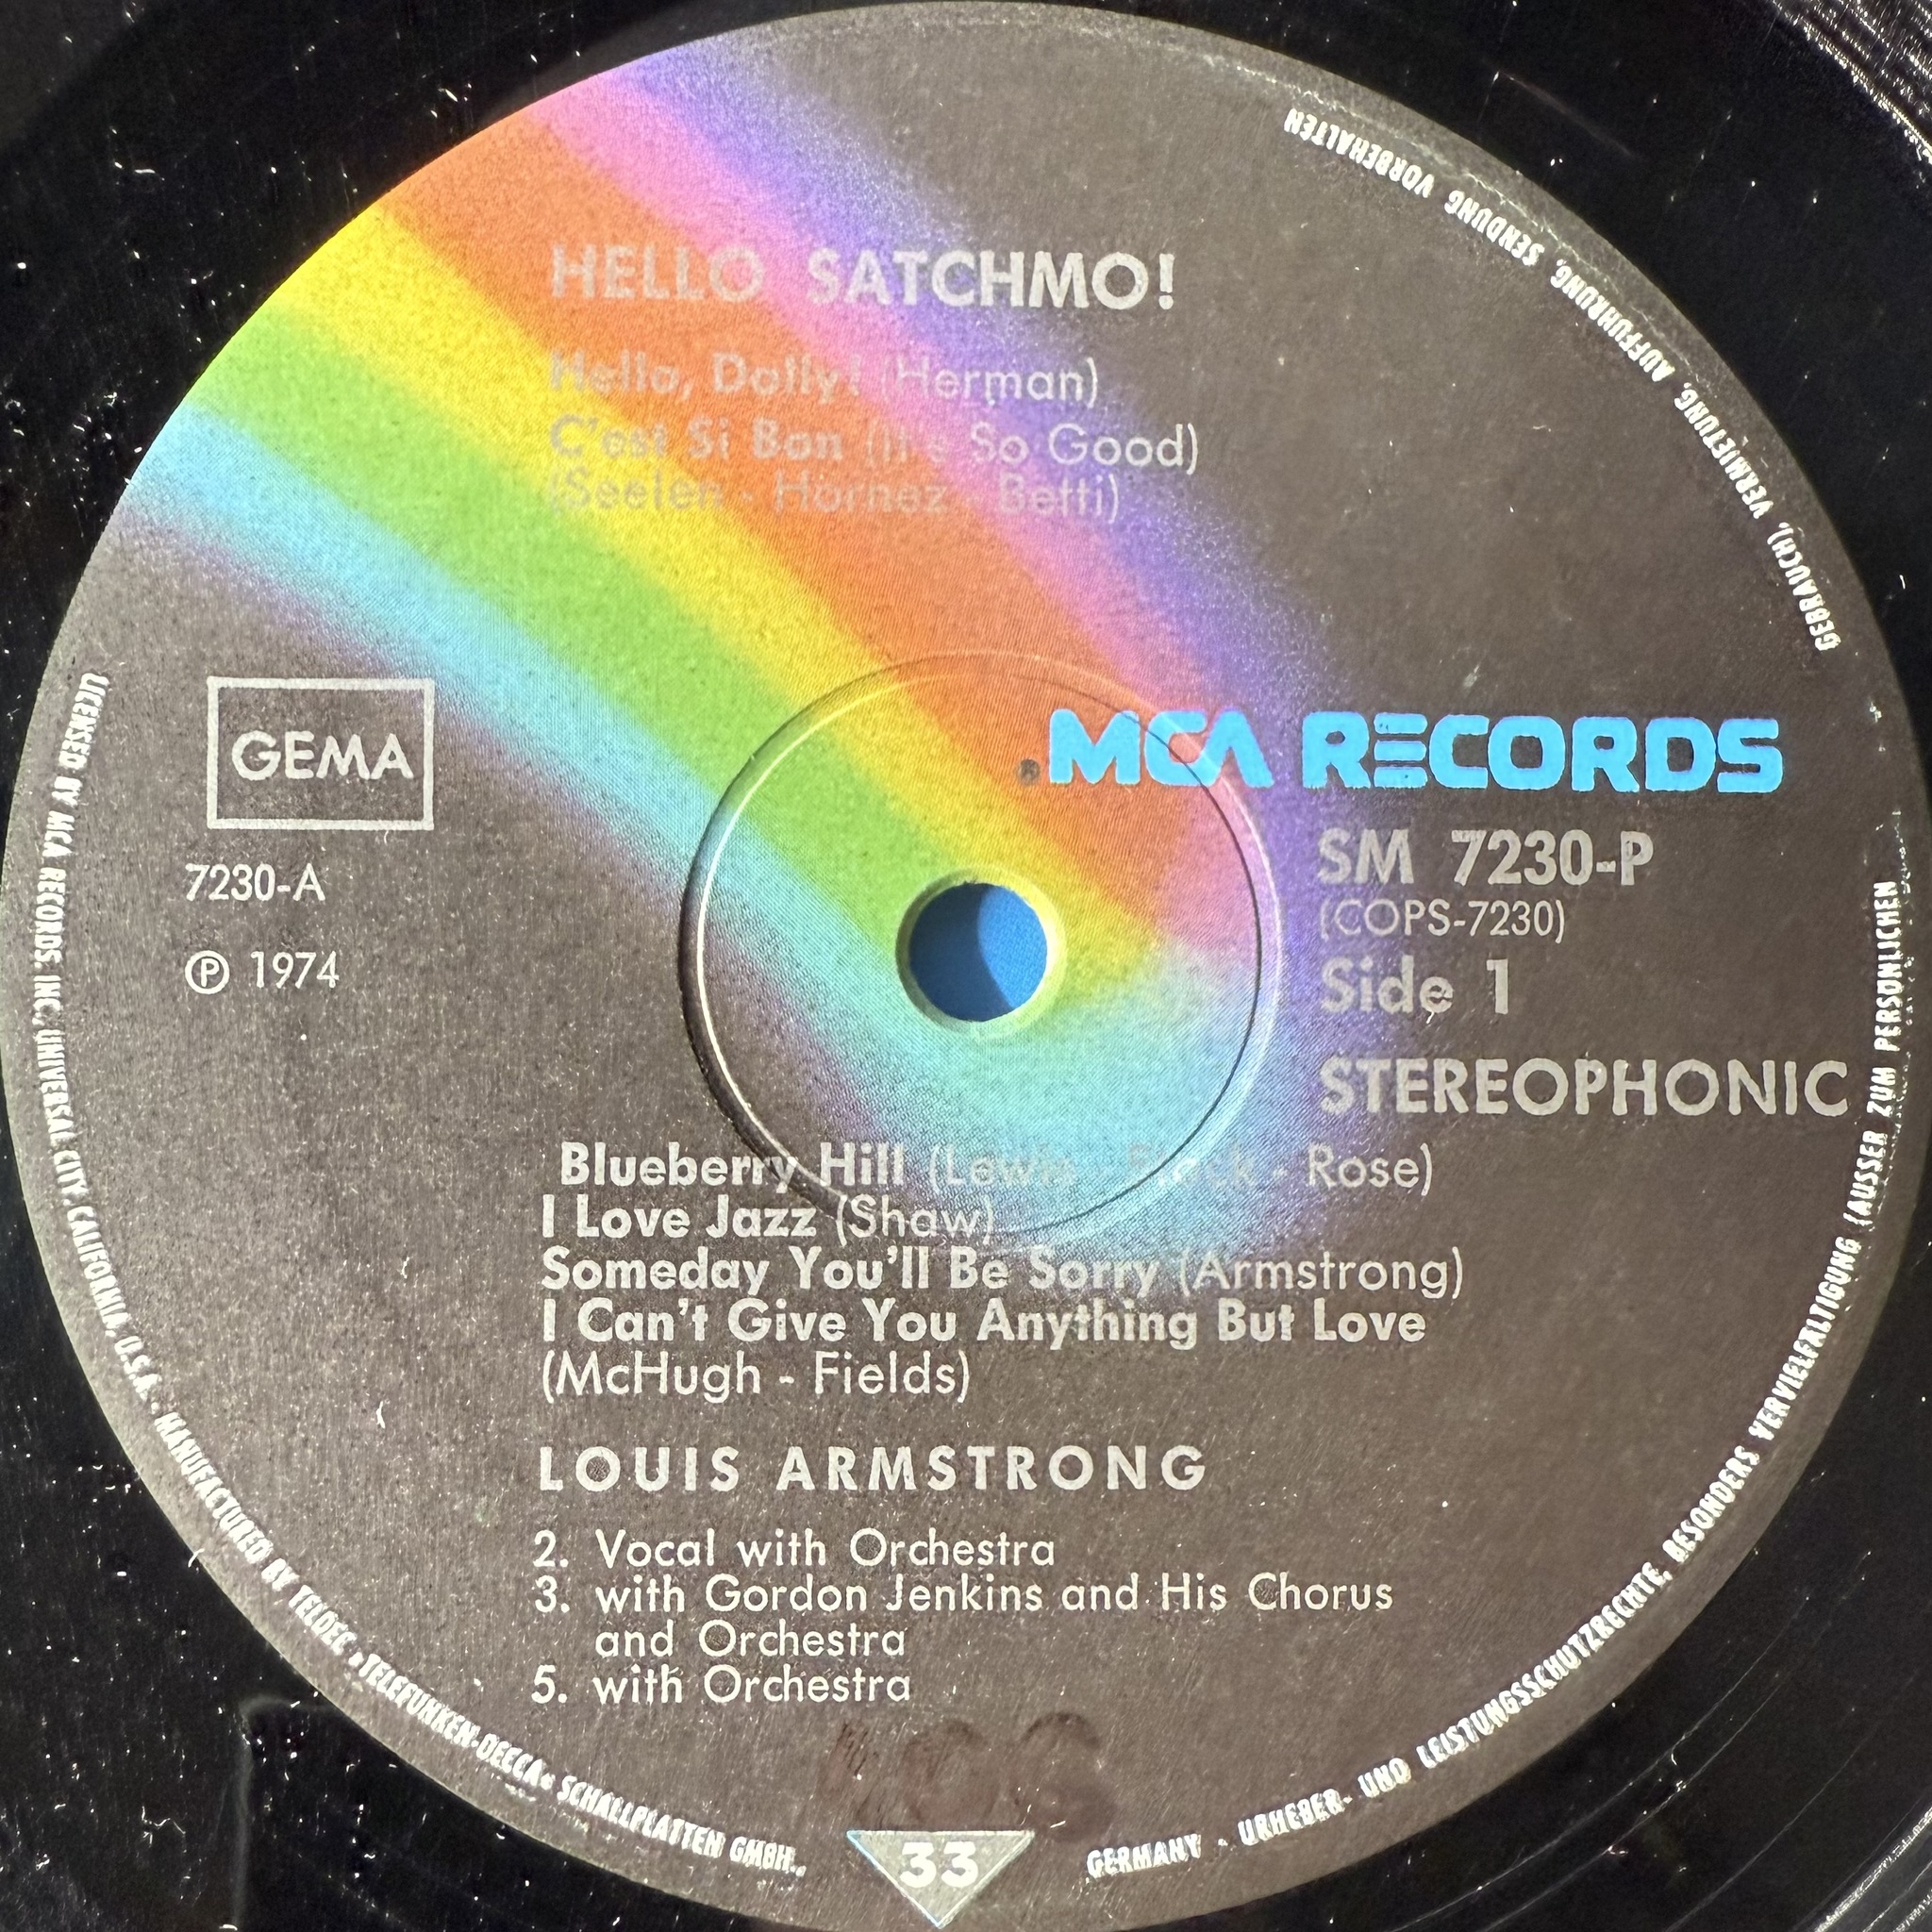 HELLO SATCHMO!
Hello, Dolly! (Herman)
C'est Si Bon (It's So Good)
(Seelen - Hornez - Betti)
GEMA
7230-A
Ⓟ 1974
®MCA RECORDS
SM 7230-P
(COPS-7230)
Side 1
STEREOPHONIC
Blueberry Hill (Lewis - Stock - Rose)
I Love Jazz (Shaw)
Someday You'll Be Sorry (Armstrong)
I Can't Give You Anything But Love
(McHugh - Fields)
LOUIS ARMSTRONG
2. Vocal with Orchestra
3. with Gordon Jenkins and His Chorus
and Orchestra
5. with Orchestra
33
LICENSED BY MCA RECORDS, INC., UNIVERSAL CITY, CALIFORNIA, U.S.A. - MANUFACTURED BY TELDEC »TELEFUNKEN-DECCA« SCHALLPLATTEN GMBH., GERMANY - URHEBER- UND LEISTUNGSSCHUTZRECHTE, BESONDERS VERVIELFÄLTIGUNG (AUSSER ZUM PERSÖNLICHEN GEBRAUCH), VERMIETUNG, AUFFÜHRUNG, SENDUNG VORBEHALTEN